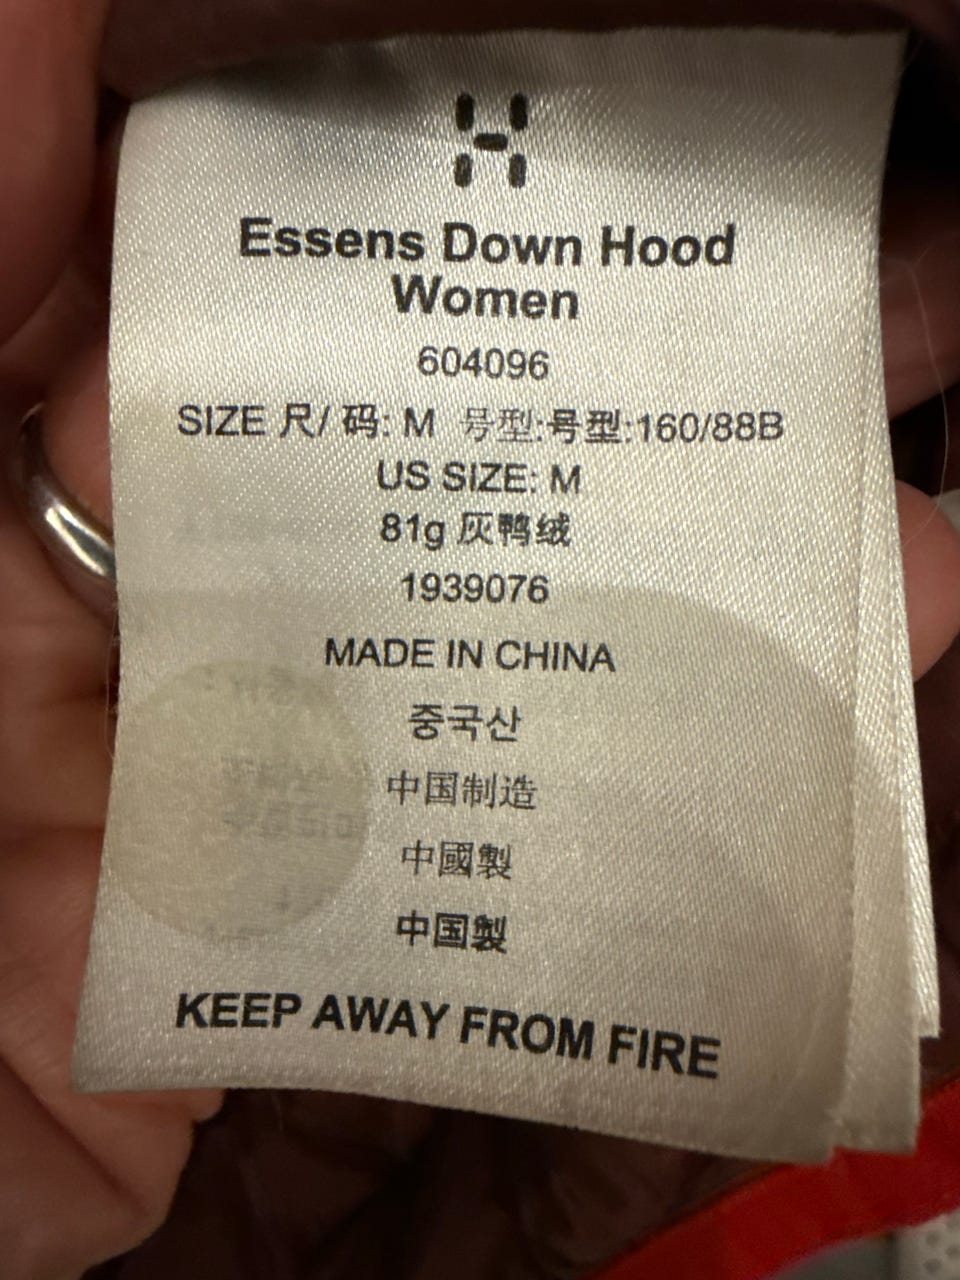 Essens Down Hood
Women
604096
SIZE 尺/ 码: M 号型:号型:160/88B
US SIZE: M
81g 灰鸭绒
1939076
MADE IN CHINA
중국산
中国制造
中國製
中国製
KEEP AWAY FROM FIRE